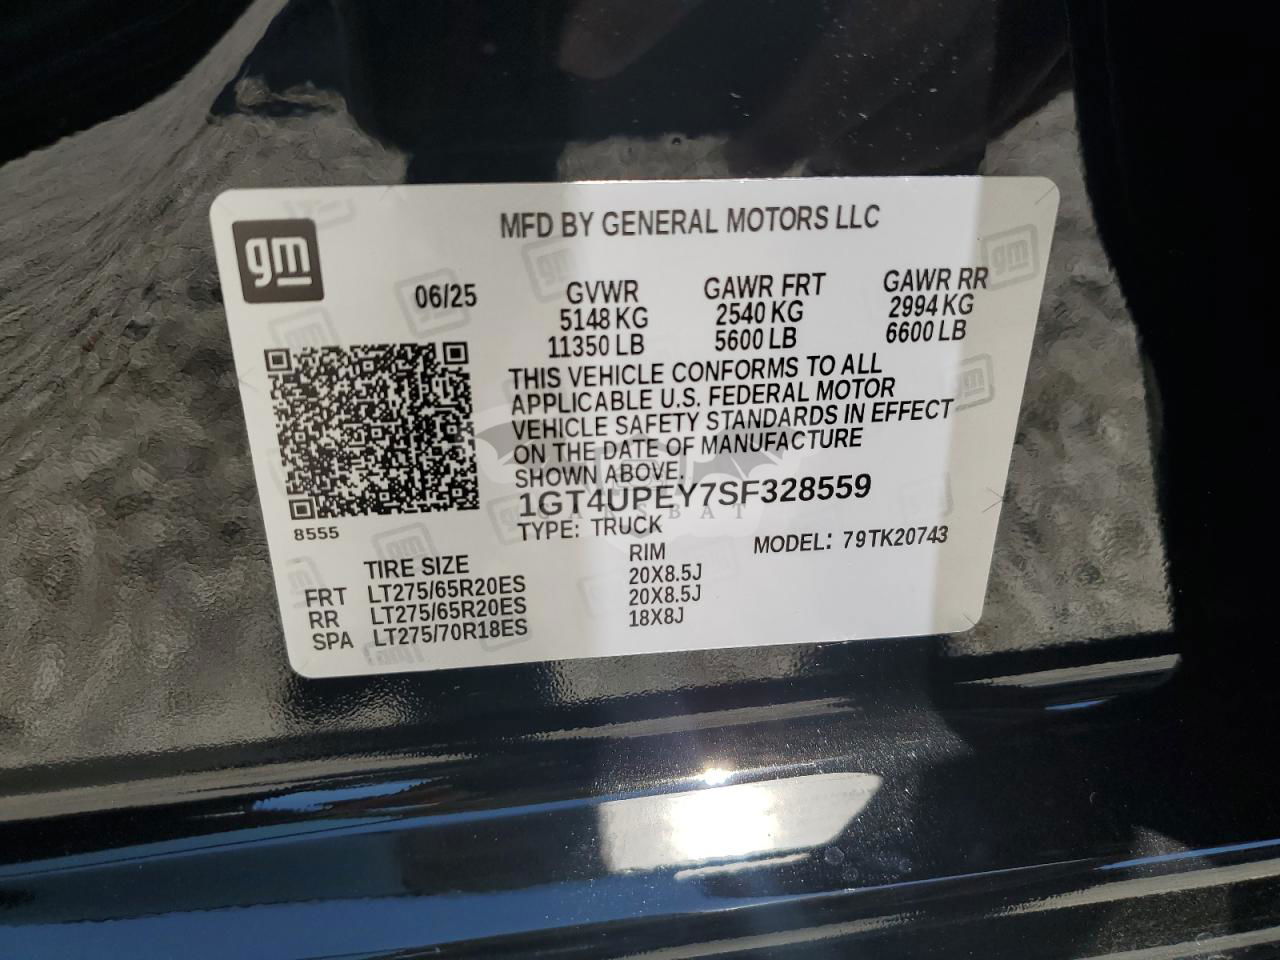 MFD BY GENERAL MOTORS LLC
gm
06/25
GVWR GAWR FRT GAWR RR
5148 KG 2540 KG 2994 KG
11350 LB 5600 LB 6600 LB
THIS VEHICLE CONFORMS TO ALL
APPLICABLE U.S. FEDERAL MOTOR
VEHICLE SAFETY STANDARDS IN EFFECT
ON THE DATE OF MANUFACTURE
SHOWN ABOVE.
1GT4UPEY7SF328559
CARSBAT
8555
TYPE: TRUCK MODEL: 79TK20743
TIRE SIZE RIM
FRT LT275/65R20ES 20X8.5J
RR LT275/65R20ES 20X8.5J
SPA LT275/70R18ES 18X8J